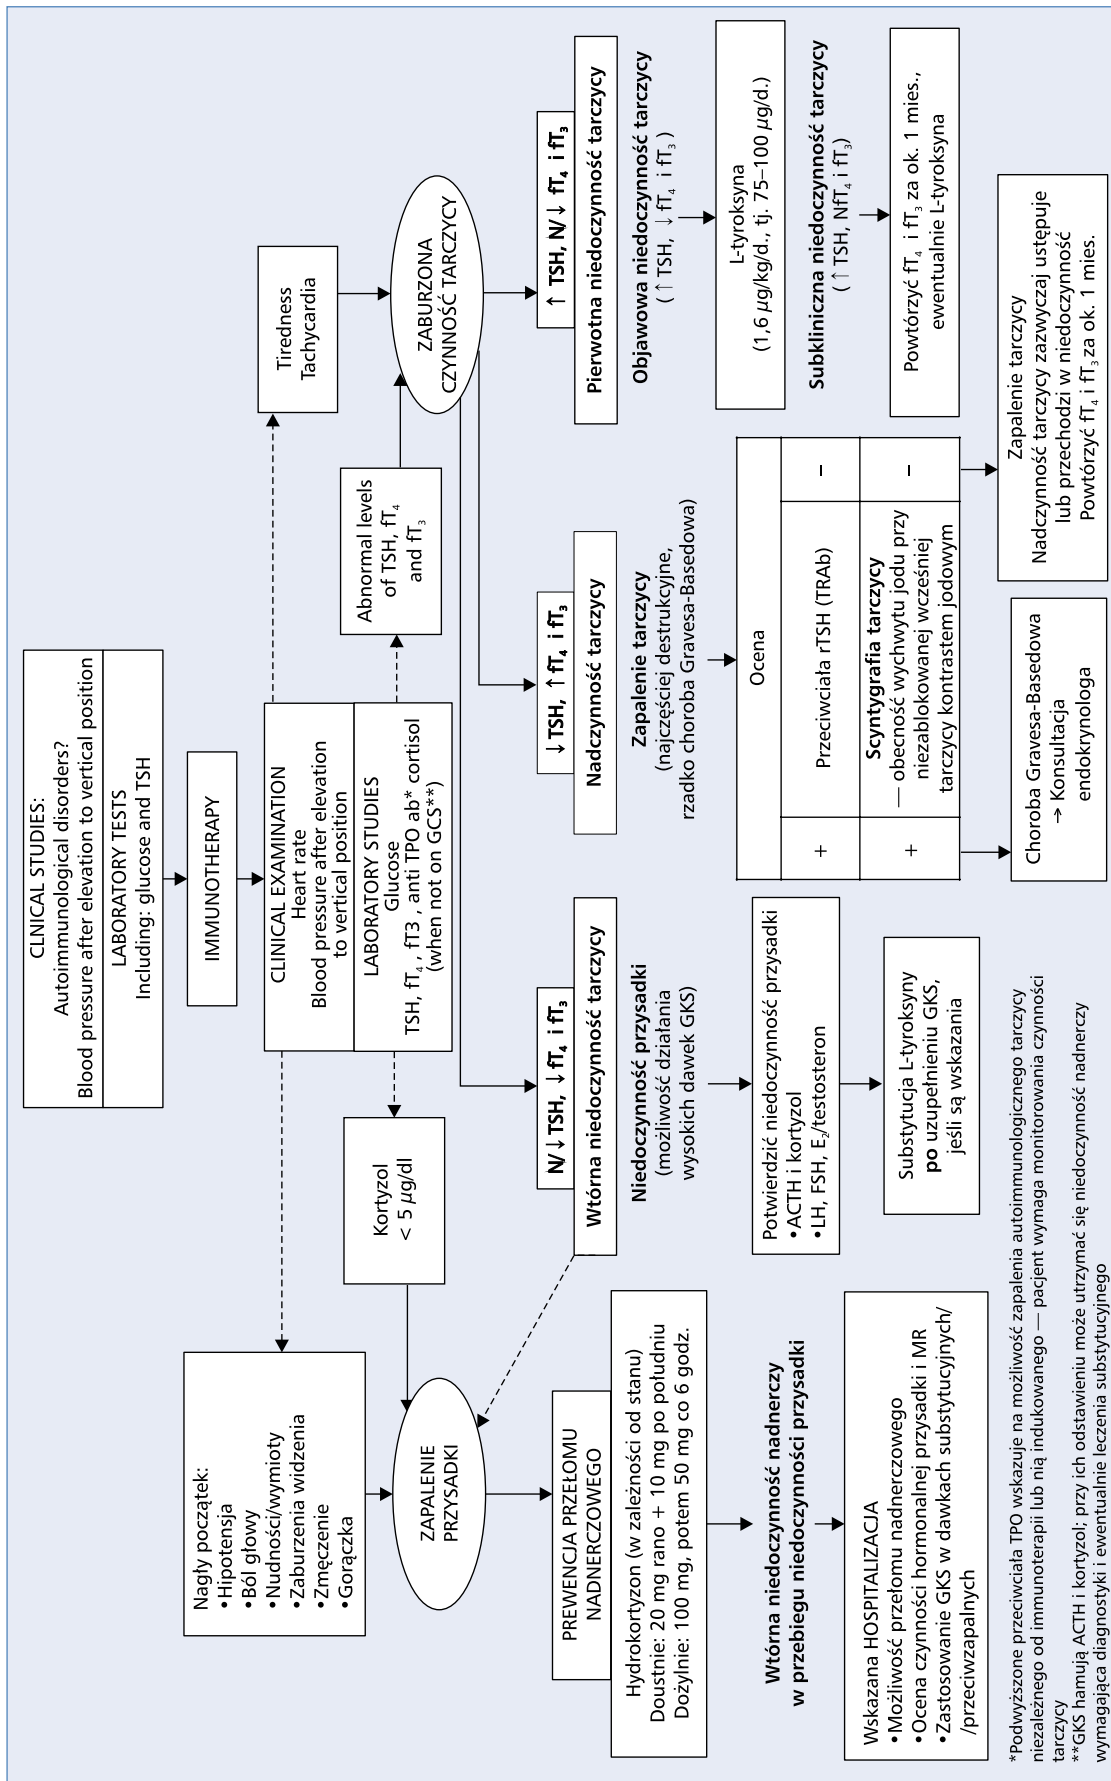 CLNICAL STUDIES:
Autoimmunological disorders?
Blood pressure after elevation to vertical position
LABORATORY TESTS
Including: glucose and TSH
IMMUNOTHERAPY
CLINICAL EXAMINATION
Heart rate
Blood pressure after elevation
to vertical position
LABORATORY STUDIES
Glucose
TSH, fT₄ , fT3 , anti TPO ab* cortisol
(when not on GCS**)
Nagły początek:
•Hipotensja
•Ból głowy
•Nudności/wymioty
•Zaburzenia widzenia
•Zmęczenie
•Gorączka
Kortyzol
< 5 µg/dl
Abnormal levels
of TSH, fT₄
and fT₃
Tiredness
Tachycardia
ZAPALENIE
PRZYSADKI
ZABURZONA
CZYNNOŚĆ TARCZYCY
PREWENCJA PRZEŁOMU
NADNERCZOWEGO
Hydrokortyzon (w zależności od stanu)
Doustnie: 20 mg rano + 10 mg po południu
Dożylnie: 100 mg, potem 50 mg co 6 godz.
Wtórna niedoczynność nadnerczy
w przebiegu niedoczynności przysadki
Wskazana HOSPITALIZACJA
•Możliwość przełomu nadnerczowego
•Ocena czynności hormonalnej przysadki i MR
•Zastosowanie GKS w dawkach substytucyjnych/
/przeciwzapalnych
N/↓TSH, ↓fT₄ i fT₃
Wtórna niedoczynność tarczycy
Niedoczynność przysadki
(możliwość działania
wysokich dawek GKS)
Potwierdzić niedoczynność przysadki
•ACTH i kortyzol
•LH, FSH, E₂/testosteron
Substytucja L-tyroksyny
po uzupełnieniu GKS,
jeśli są wskazania
↓TSH, ↑fT₄ i fT₃
Nadczynność tarczycy
Zapalenie tarczycy
(najczęściej destrukcyjne,
rzadko choroba Gravesa-Basedowa)
Ocena
+ Przeciwciała rTSH (TRAb) –
Scyntygrafia tarczycy
+ — obecność wychwytu jodu przy –
niezablokowanej wcześniej
tarczycy kontrastem jodowym
Choroba Gravesa-Basedowa
→ Konsultacja
endokrynologa
Zapalenie tarczycy
Nadczynność tarczycy zazwyczaj ustępuje
lub przechodzi w niedoczynność
Powtórzyć fT₄ i fT₃ za ok. 1 mies.
↑ TSH, N/↓ fT₄ i fT₃
Pierwotna niedoczynność tarczycy
Objawowa niedoczynność tarczycy
(↑TSH, ↓fT₄ i fT₃ )
L-tyroksyna
(1,6 µg/kg/d., tj. 75–100 µg/d.)
Subkliniczna niedoczynność tarczycy
(↑TSH, NfT₄ i fT₃)
Powtórzyć fT₄ i fT₃ za ok. 1 mies.,
ewentualnie L-tyroksyna
*Podwyższone przeciwciała TPO wskazuje na możliwość zapalenia autoimmunologicznego tarczycy
niezależnego od immunoterapii lub nią indukowanego — pacjent wymaga monitorowania czynności
tarczycy
**GKS hamują ACTH i kortyzol; przy ich odstawieniu może utrzymać się niedoczynność nadnerczy
wymagająca diagnostyki i ewentualnie leczenia substytucyjnego